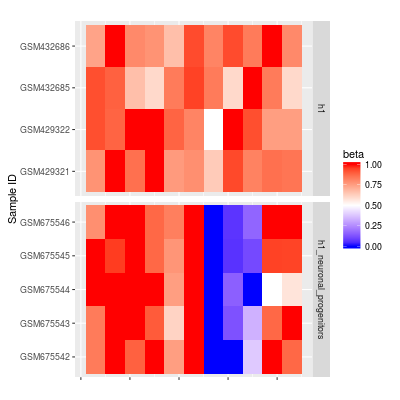 GSM432686
GSM432685
GSM429322
GSM429321
h1
GSM675546
GSM675545
GSM675544
GSM675543
GSM675542
h1_neuronal_progenitors
Sample ID
beta
1.00
0.75
0.50
0.25
0.00